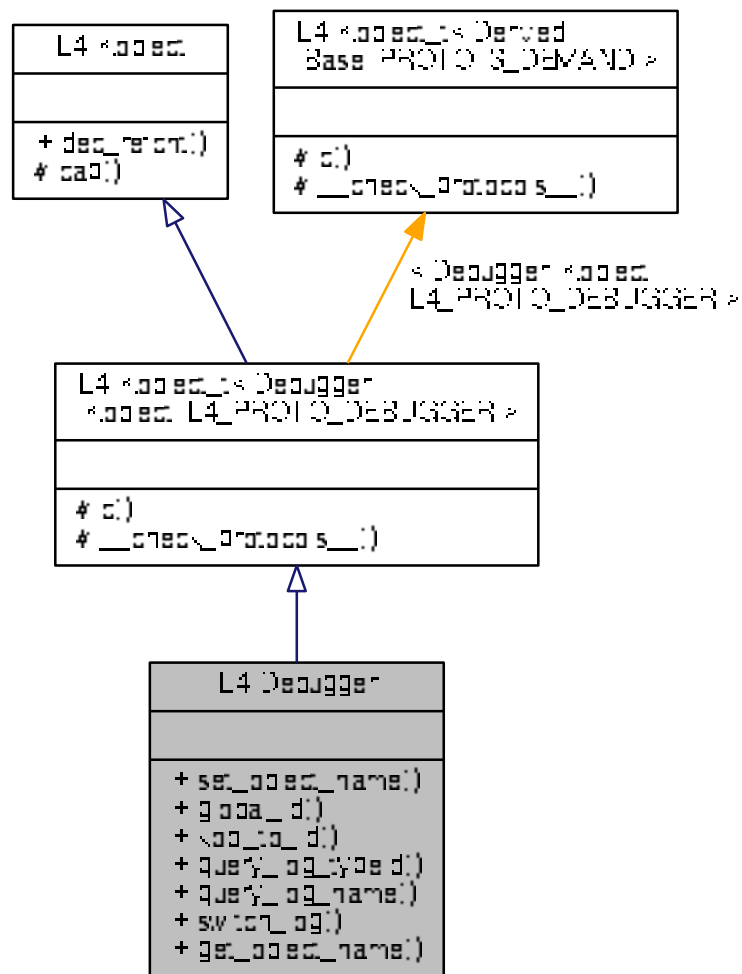 L4::Kobject
+ dec_refcnt()
# cap()
L4::Kobject_t< Derived,
Base, PROTO, S_DEMAND >
# c()
# __check_protocols__()
< Debugger, Kobject,
L4_PROTO_DEBUGGER >
L4::Kobject_t< Debugger,
Kobject, L4_PROTO_DEBUGGER >
# c()
# __check_protocols__()
L4::Debugger
+ set_object_name()
+ global_id()
+ kobj_to_id()
+ query_log_typeid()
+ query_log_name()
+ switch_log()
+ get_object_name()